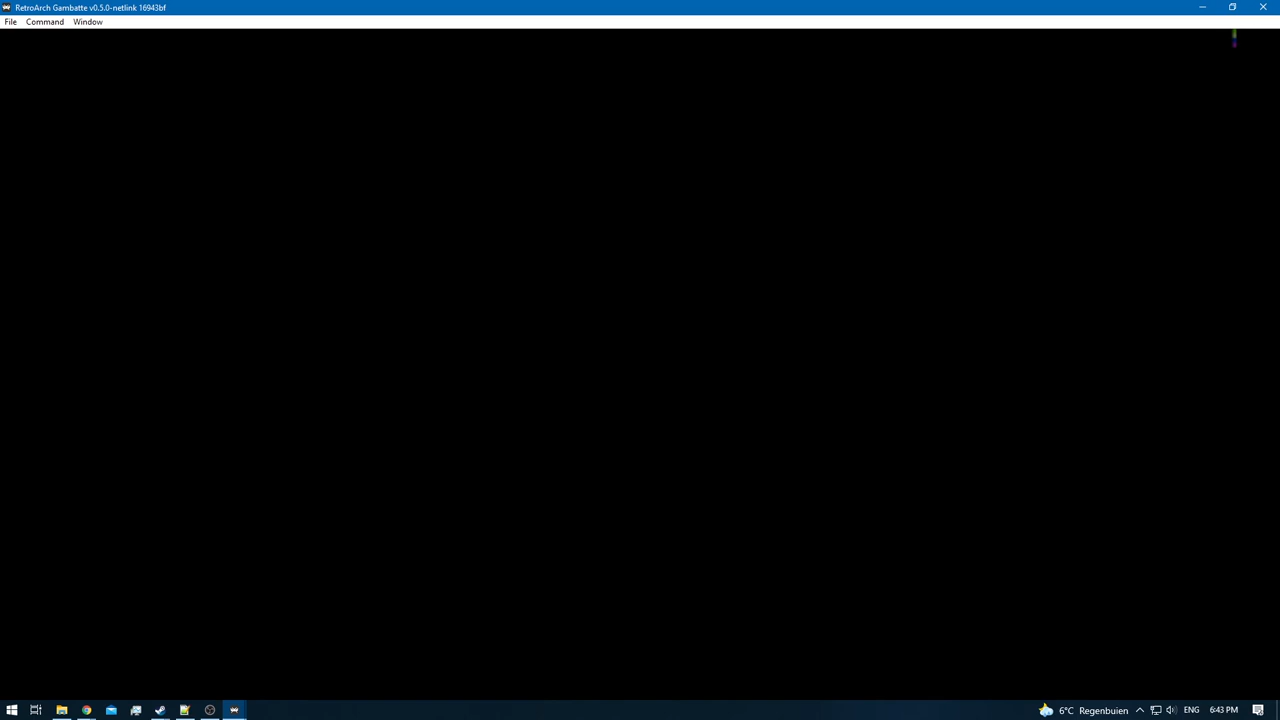 RetroArch Gambatte v0.5.0-netlink 16943bf
File Command Window
6°C Regenbuien ENG 6:43 PM